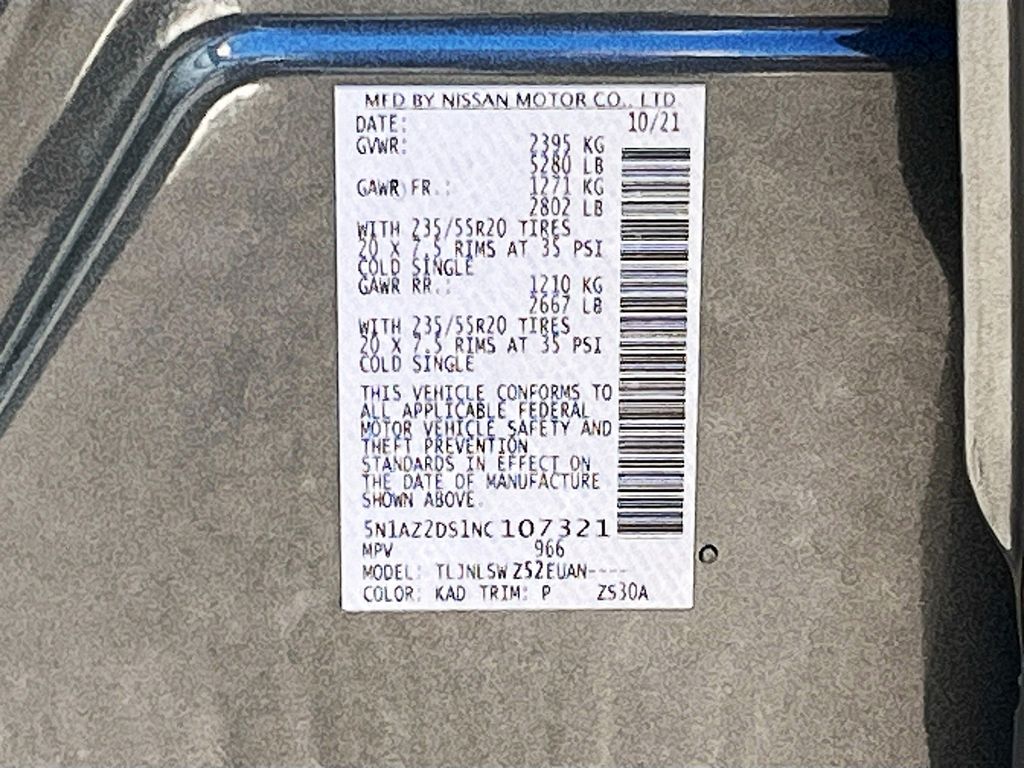 MFD BY NISSAN MOTOR CO., LTD
DATE: 10/21
GVWR: 2395 KG
5280 LB
GAWR FR.: 1271 KG
2802 LB
WITH 235/55R20 TIRES
20 X 7.5 RIMS AT 35 PSI
COLD SINGLE
GAWR RR.: 1210 KG
2667 LB
WITH 235/55R20 TIRES
20 X 7.5 RIMS AT 35 PSI
COLD SINGLE
THIS VEHICLE CONFORMS TO
ALL APPLICABLE FEDERAL
MOTOR VEHICLE SAFETY AND
THEFT PREVENTION
STANDARDS IN EFFECT ON
THE DATE OF MANUFACTURE
SHOWN ABOVE.
5N1AZ2DS1NC107321
MPV 966
MODEL: TLJNLSWZ52EUAN----
COLOR: KAD TRIM: P ZS30A